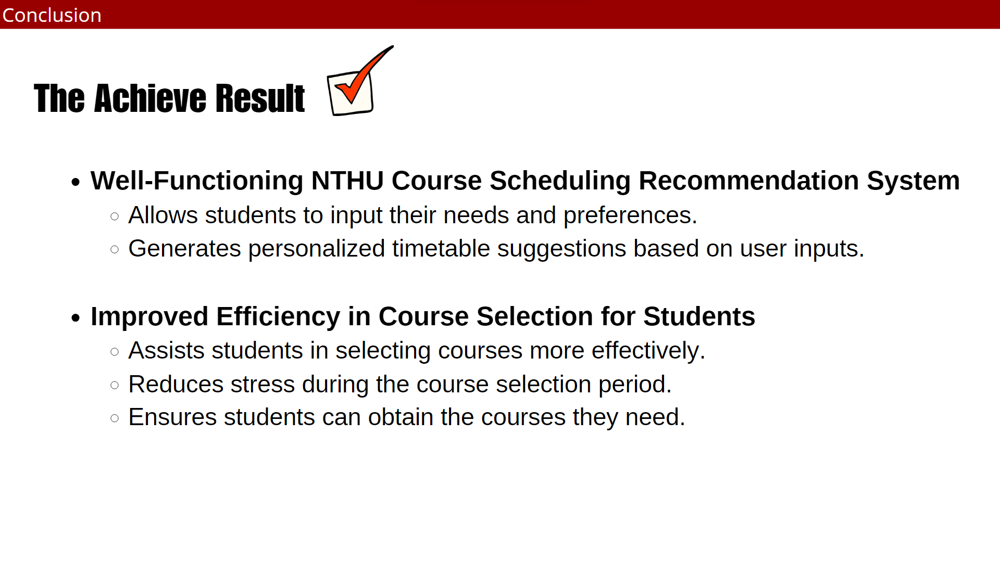 Conclusion
The Achieve Result
• Well-Functioning NTHU Course Scheduling Recommendation System
○ Allows students to input their needs and preferences.
○ Generates personalized timetable suggestions based on user inputs.
• Improved Efficiency in Course Selection for Students
○ Assists students in selecting courses more effectively.
○ Reduces stress during the course selection period.
○ Ensures students can obtain the courses they need.